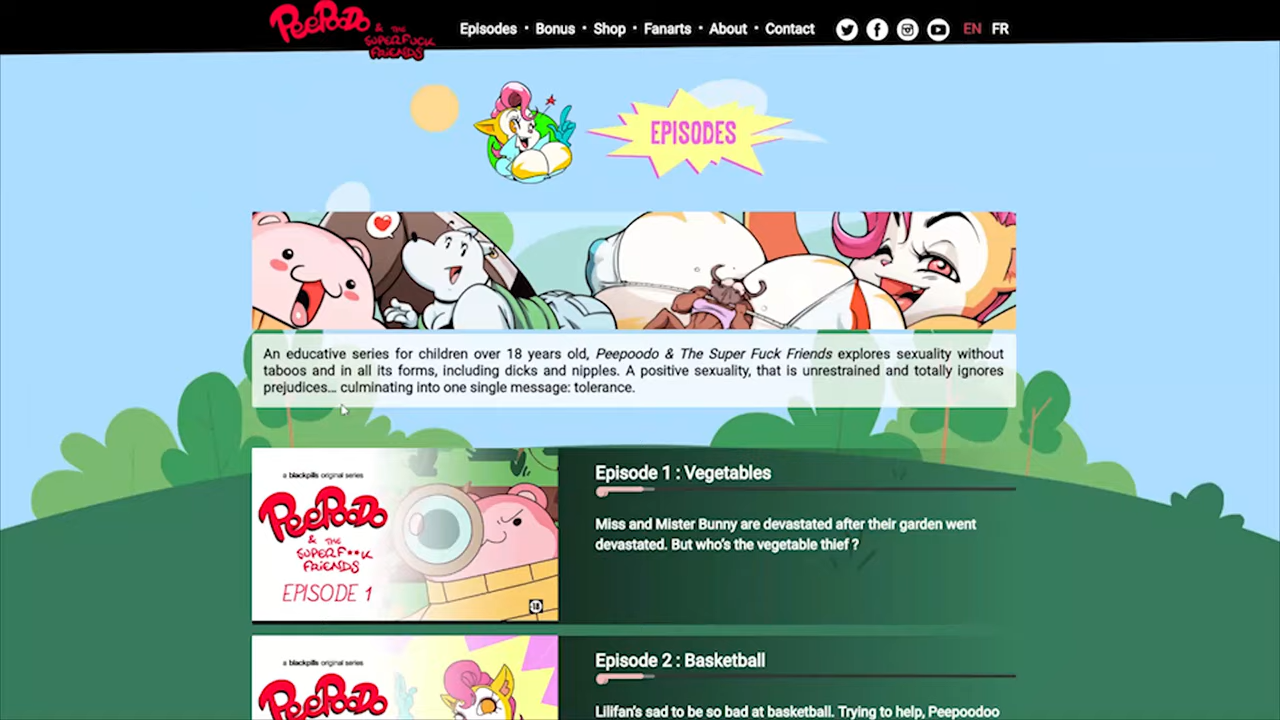 PEEPOODO & THE SUPERFUCK FRIENDS
Episodes · Bonus · Shop · Fanarts · About · Contact EN FR
EPISODES
An educative series for children over 18 years old, Peepoodo & The Super Fuck Friends explores sexuality without
taboos and in all its forms, including dicks and nipples. A positive sexuality, that is unrestrained and totally ignores
prejudices... culminating into one single message: tolerance.
a blackpills original series
PEEPOODO
& THE
SUPERF**K
FRIENDS
EPISODE 1
-18
Episode 1 : Vegetables
Miss and Mister Bunny are devastated after their garden went
devastated. But who's the vegetable thief ?
a blackpills original series
PEEPOODO
Episode 2 : Basketball
Lilifan's sad to be so bad at basketball. Trying to help, Peepoodoo